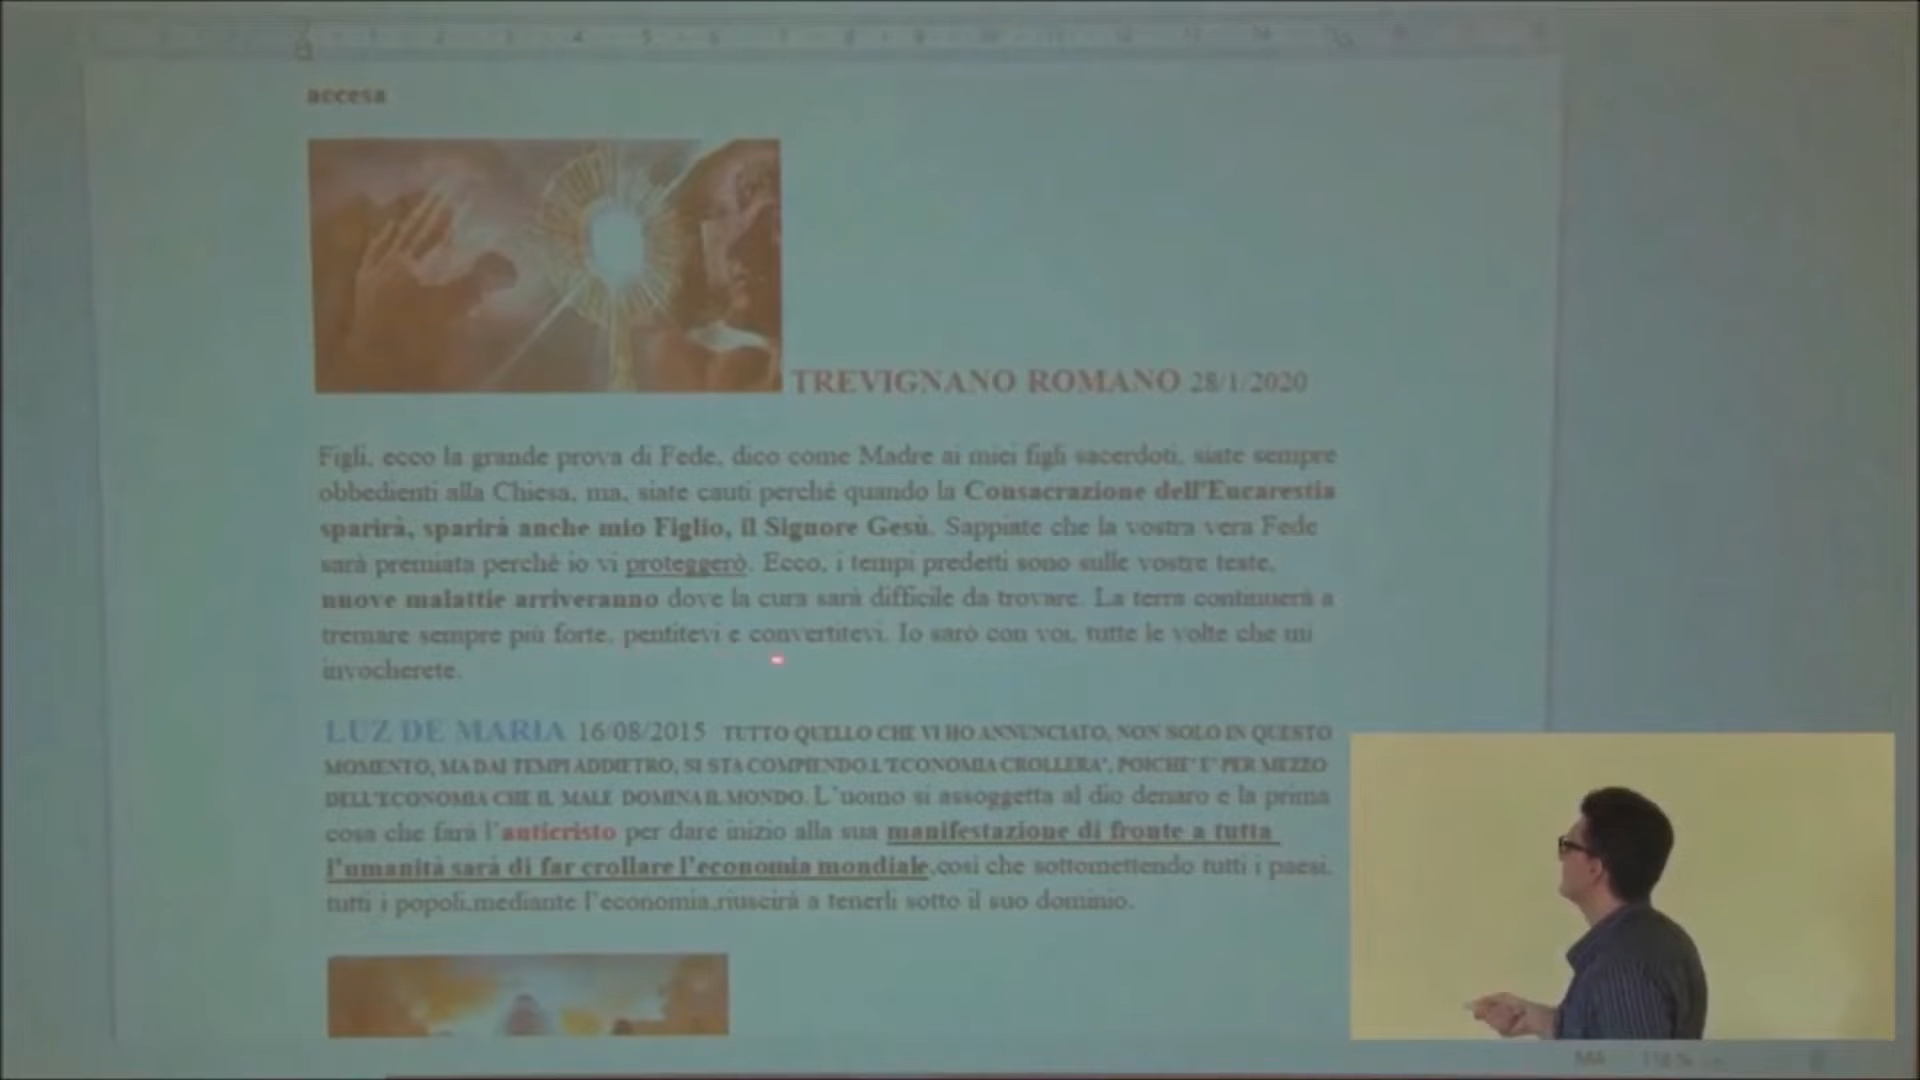 accesa
TREVIGNANO ROMANO 28/1/2020
Figli, ecco la grande prova di Fede, dico come Madre ai miei figli sacerdoti, siate sempre
obbedienti alla Chiesa, ma, siate cauti perché quando la Consacrazione dell'Eucarestia
sparirà, sparirà anche mio Figlio, il Signore Gesù. Sappiate che la vostra vera Fede
sarà premiata perché io vi proteggerò. Ecco, i tempi predetti sono sulle vostre teste,
nuove malattie arriveranno dove la cura sarà difficile da trovare. La terra continuerà a
tremare sempre più forte, pentitevi e convertitevi. Io sarò con voi, tutte le volte che mi
invocherete.
LUZ DE MARIA 16/08/2015 TUTTO QUELLO CHE VI HO ANNUNCIATO, NON SOLO IN QUESTO
MOMENTO, MA DAI TEMPI ADDIETRO, SI STA COMPIENDO.L'ECONOMIA CROLLERA', POICHE' E' PER MEZZO
DELL'ECONOMIA CHE IL MALE DOMINA IL MONDO. L'uomo si assoggetta al dio denaro e la prima
cosa che farà l'anticristo per dare inizio alla sua manifestazione di fronte a tutta
l'umanità sarà di far crollare l'economia mondiale,così che sottomettendo tutti i paesi,
tutti i popoli,mediante l'economia,riuscirà a tenerli sotto il suo dominio.